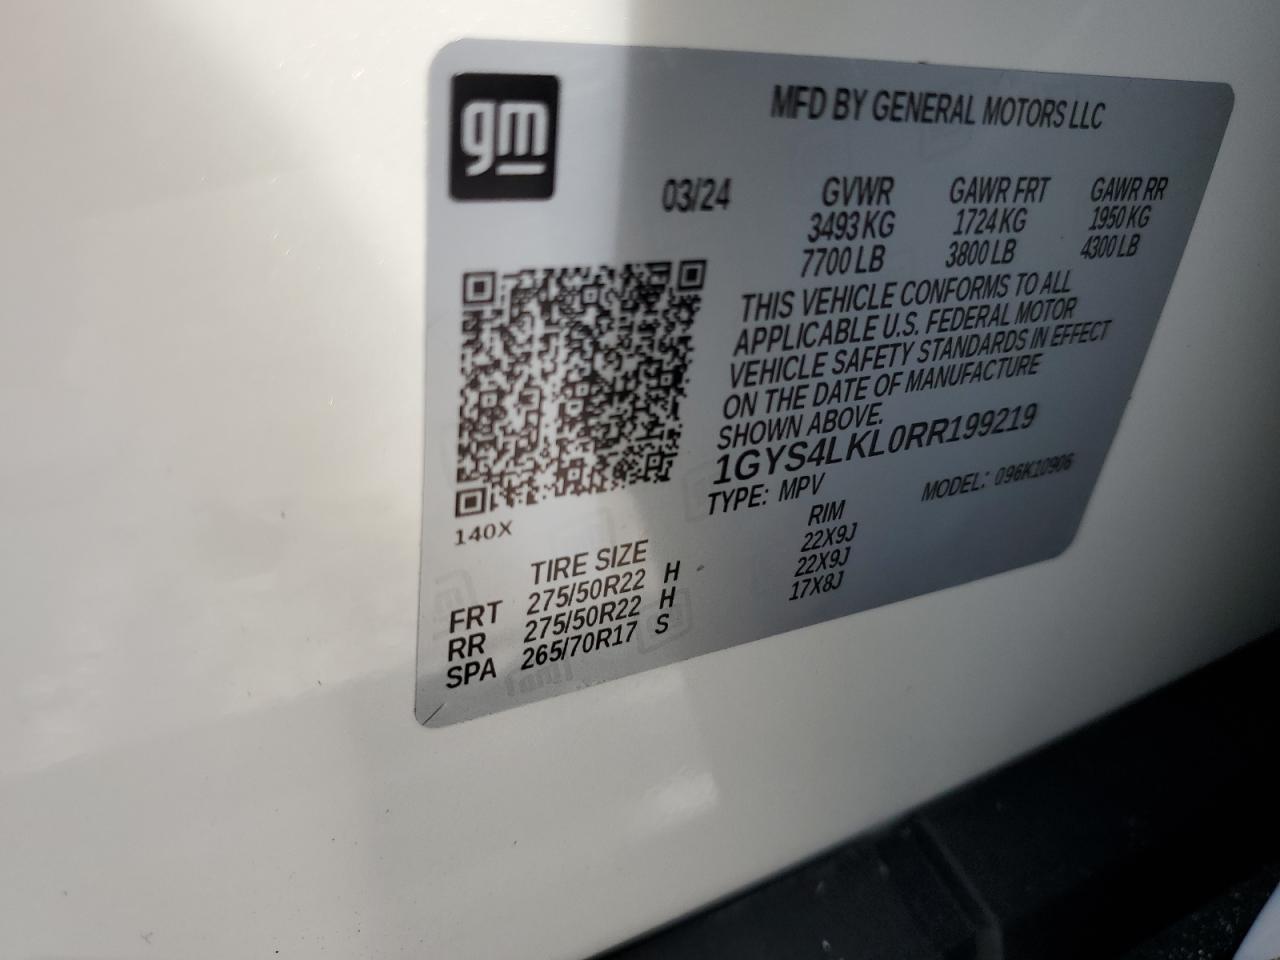 gm
MFD BY GENERAL MOTORS LLC
03/24 GVWR GAWR FRT GAWR RR
3493 KG 1724 KG 1950 KG
7700 LB 3800 LB 4300 LB
THIS VEHICLE CONFORMS TO ALL
APPLICABLE U.S. FEDERAL MOTOR
VEHICLE SAFETY STANDARDS IN EFFECT
ON THE DATE OF MANUFACTURE
SHOWN ABOVE.
1GYS4LKL0RR199219
TYPE: MPV MODEL: 096K10906
140X
TIRE SIZE RIM
FRT 275/50R22 H 22X9J
RR 275/50R22 H 22X9J
SPA 265/70R17 S 17X8J